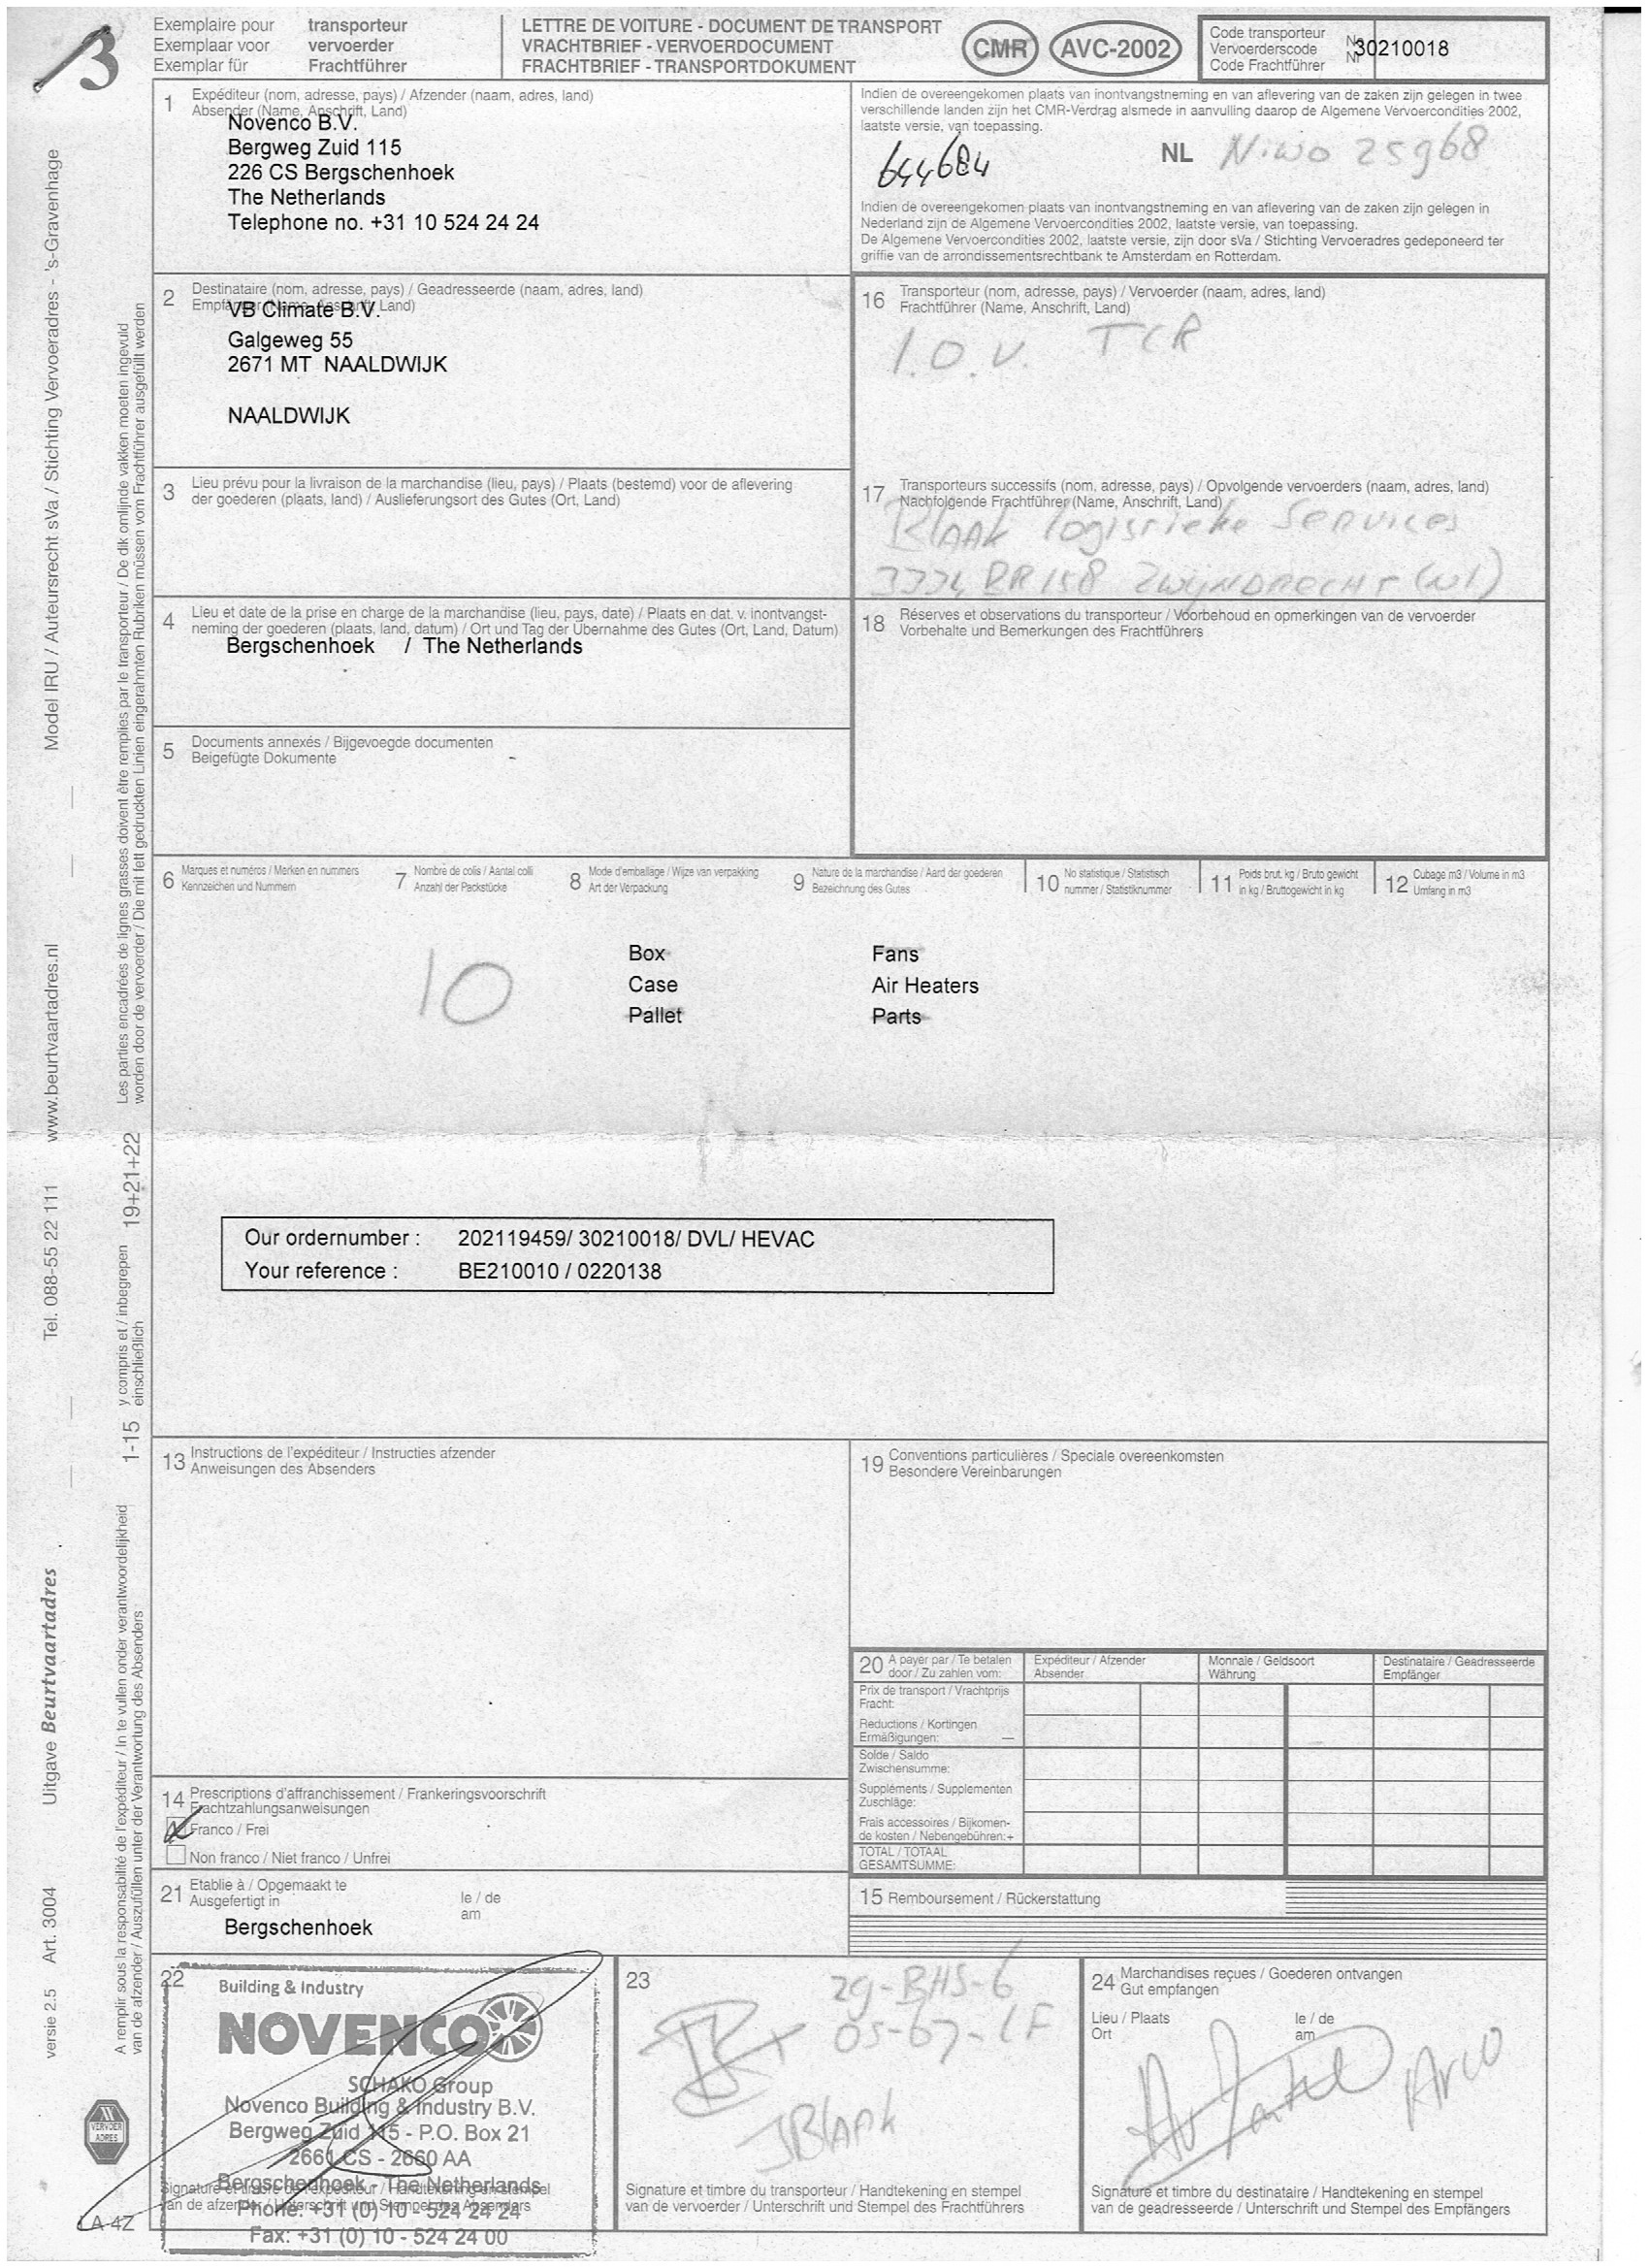 Exemplaire pour transporteur
Exemplaar voor vervoerder
Exemplar für Frachtführer
LETTRE DE VOITURE - DOCUMENT DE TRANSPORT
VRACHTBRIEF - VERVOERDOCUMENT
FRACHTBRIEF - TRANSPORTDOKUMENT
CMR AVC-2002
Code transporteur
Vervoerderscode
Code Frachtführer
30210018
1 Expéditeur (nom, adresse, pays) / Afzender (naam, adres, land)
Absender (Name, Anschrift, Land)
Novenco B.V.
Bergweg Zuid 115
226 CS Bergschenhoek
The Netherlands
Telephone no. +31 10 524 24 24
Indien de overeengekomen plaats van inontvangstneming en van aflevering van de zaken zijn gelegen in twee
verschillende landen zijn het CMR-Verdrag alsmede in aanvulling daarop de Algemene Vervoercondities 2002,
laatste versie, van toepassing.
644684
NL Niwo 25968
Indien de overeengekomen plaats van inontvangstneming en van aflevering van de zaken zijn gelegen in
Nederland zijn de Algemene Vervoercondities 2002, laatste versie, van toepassing.
De Algemene Vervoercondities 2002, laatste versie, zijn door sVa / Stichting Vervoeradres gedeponeerd ter
griffie van de arrondissementsrechtbank te Amsterdam en Rotterdam.
2 Destinataire (nom, adresse, pays) / Geadresseerde (naam, adres, land)
Empfänger (Name, Anschrift, Land)
VB Climate B.V.
Galgeweg 55
2671 MT NAALDWIJK
NAALDWIJK
16 Transporteur (nom, adresse, pays) / Vervoerder (naam, adres, land)
Frachtführer (Name, Anschrift, Land)
I.O.V. TCR
3 Lieu prévu pour la livraison de la marchandise (lieu, pays) / Plaats (bestemd) voor de aflevering
der goederen (plaats, land) / Auslieferungsort des Gutes (Ort, Land)
17 Transporteurs successifs (nom, adresse, pays) / Opvolgende vervoerders (naam, adres, land)
Nachfolgende Frachtführer (Name, Anschrift, Land)
Klaak logistieke Services
ZWIJNDRECHT (NL)
4 Lieu et date de la prise en charge de la marchandise (lieu, pays, date) / Plaats en dat. v. inontvangst-
neming der goederen (plaats, land, datum) / Ort und Tag der Übernahme des Gutes (Ort, Land, Datum)
Bergschenhoek / The Netherlands
18 Réserves et observations du transporteur / Voorbehoud en opmerkingen van de vervoerder
Vorbehalte und Bemerkungen des Frachtführers
5 Documents annexés / Bijgevoegde documenten
Beigefügte Dokumente
6 Marques et numéros / Merken en nummers
Kennzeichen und Nummern
7 Nombre de colis / Aantal colli
Anzahl der Packstücke
8 Mode d'emballage / Wijze van verpakking
Art der Verpackung
9 Nature de la marchandise / Aard der goederen
Bezeichnung des Gutes
10 No statistique / Statistisch
nummer / Statistiknummer
11 Poids brut. kg / Bruto gewicht
in kg / Bruttogewicht in kg
12 Cubage m3 / Volume in m3
Umfang in m3
10
Box Fans
Case Air Heaters
Pallet Parts
Our ordernumber : 202119459/ 30210018/ DVL/ HEVAC
Your reference : BE210010 / 0220138
13 Instructions de l'expéditeur / Instructies afzender
Anweisungen des Absenders
19 Conventions particulières / Speciale overeenkomsten
Besondere Vereinbarungen
20 A payer par / Te betalen
door / Zu zahlen vom:
Expéditeur / Afzender
Absender
Monnaie / Geldsoort
Währung
Destinataire / Geadresseerde
Empfänger
Prix de transport / Vrachtprijs
Fracht:
Reductions / Kortingen
Ermäßigungen: —
Solde / Saldo
Zwischensumme:
Suppléments / Supplementen
Zuschläge:
Frais accessoires / Bijkomen-
de kosten / Nebengebühren:+
TOTAL / TOTAAL
GESAMTSUMME:
14 Prescriptions d'affranchissement / Frankeringsvoorschrift
Frachtzahlungsanweisungen
Franco / Frei
Non franco / Niet franco / Unfrei
21 Etablie à / Opgemaakt te
Ausgefertigt in
le / de
am
Bergschenhoek
15 Remboursement / Rückerstattung
22
Building & Industry
NOVENCO
SCHAKO Group
Novenco Building & Industry B.V.
Bergweg Zuid 115 - P.O. Box 21
2661 CS - 2660 AA
Bergschenhoek - The Netherlands
Phone: +31 (0) 10 - 524 24 24
Fax: +31 (0) 10 - 524 24 00
Signature et timbre de l'expéditeur / Handtekening en stempel
van de afzender / Unterschrift und Stempel des Absenders
23
29-BHS-6
05-67-LF
JBlaak
Signature et timbre du transporteur / Handtekening en stempel
van de vervoerder / Unterschrift und Stempel des Frachtführers
24 Marchandises reçues / Goederen ontvangen
Gut empfangen
Lieu / Plaats
Ort
le / de
am
Arco
Signature et timbre du destinataire / Handtekening en stempel
van de geadresseerde / Unterschrift und Stempel des Empfängers
Model IRU / Auteursrecht sVa / Stichting Vervoeradres - 's-Gravenhage
www.beurtvaartadres.nl
Tel. 088-55 22 111
Uitgave Beurtvaartadres
Art. 3004
versie 2.5
Les parties encadrées de lignes grasses doivent être remplies par le transporteur / De dik omlijnde vakken moeten ingevuld
worden door de vervoerder / Die mit fett gedruckten Linien eingerahmten Rubriken müssen vom Frachtführer ausgefüllt werden
19+21+22
y compris et / inbegrepen
einschließlich
1-15
A remplir sous la responsabilité de l'expéditeur / In te vullen onder verantwoordelijkheid
van de afzender / Auszufüllen unter der Verantwortung des Absenders
VERVOER
ADRES
LA-4Z